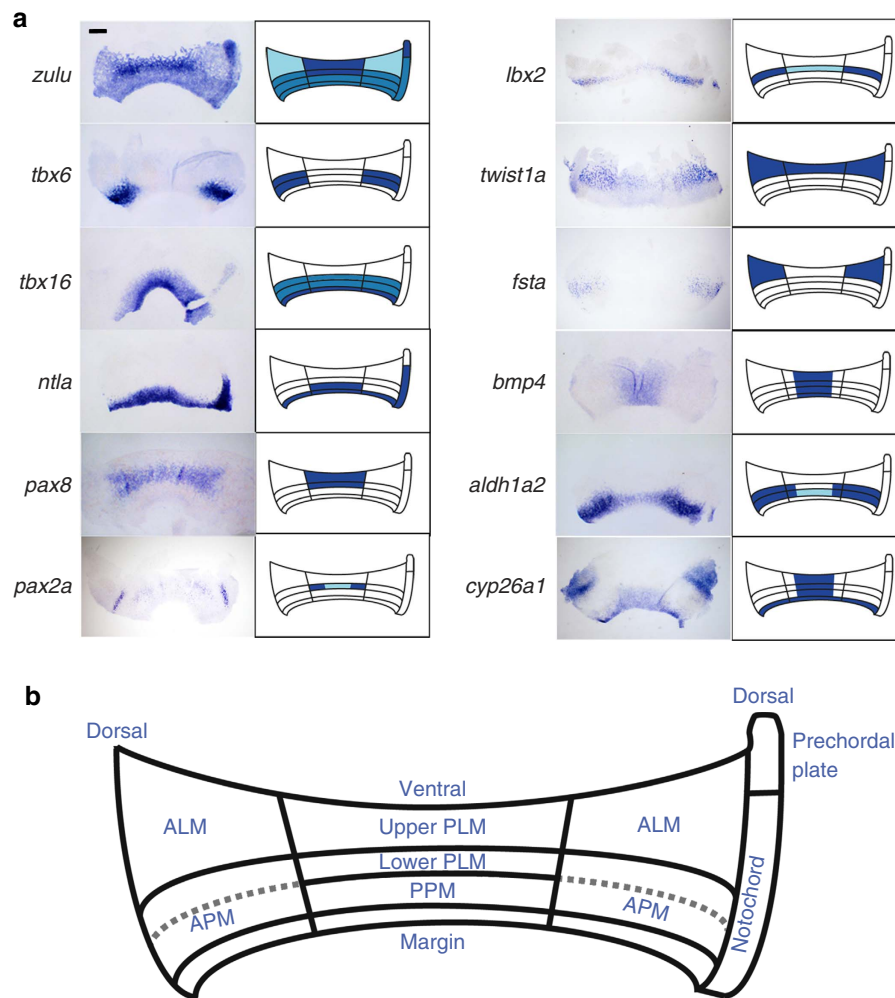 a
zulu
tbx6
tbx16
ntla
pax8
pax2a
lbx2
twist1a
fsta
bmp4
aldh1a2
cyp26a1
b
Dorsal
Dorsal
Prechordal
plate
Ventral
ALM
Upper PLM
ALM
Lower PLM
PPM
APM
APM
Margin
Notochord